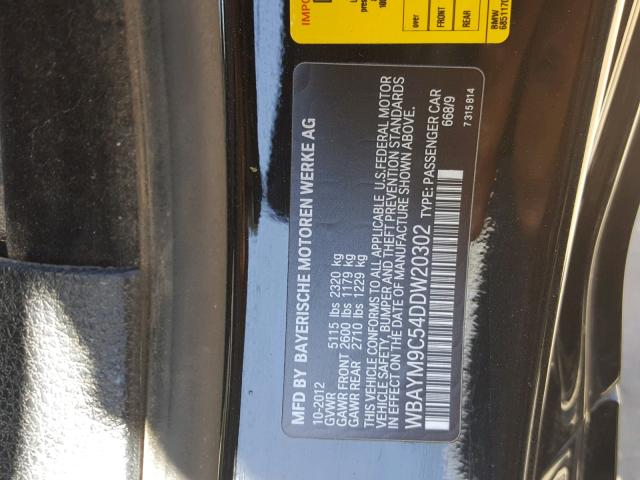 MFD BY BAYERISCHE MOTOREN WERKE AG
10-2012
GVWR 5115 lbs 2320 kg
GAWR FRONT 2600 lbs 1179 kg
GAWR REAR 2710 lbs 1229 kg
THIS VEHICLE CONFORMS TO ALL APPLICABLE U.S.FEDERAL MOTOR
VEHICLE SAFETY, BUMPER AND THEFT PREVENTION STANDARDS
IN EFFECT ON THE DATE OF MANUFACTURE SHOWN ABOVE.
WBAYM9C54DDW20302 TYPE: PASSENGER CAR
668/9
7 315 814
over
FRONT
REAR
BMW